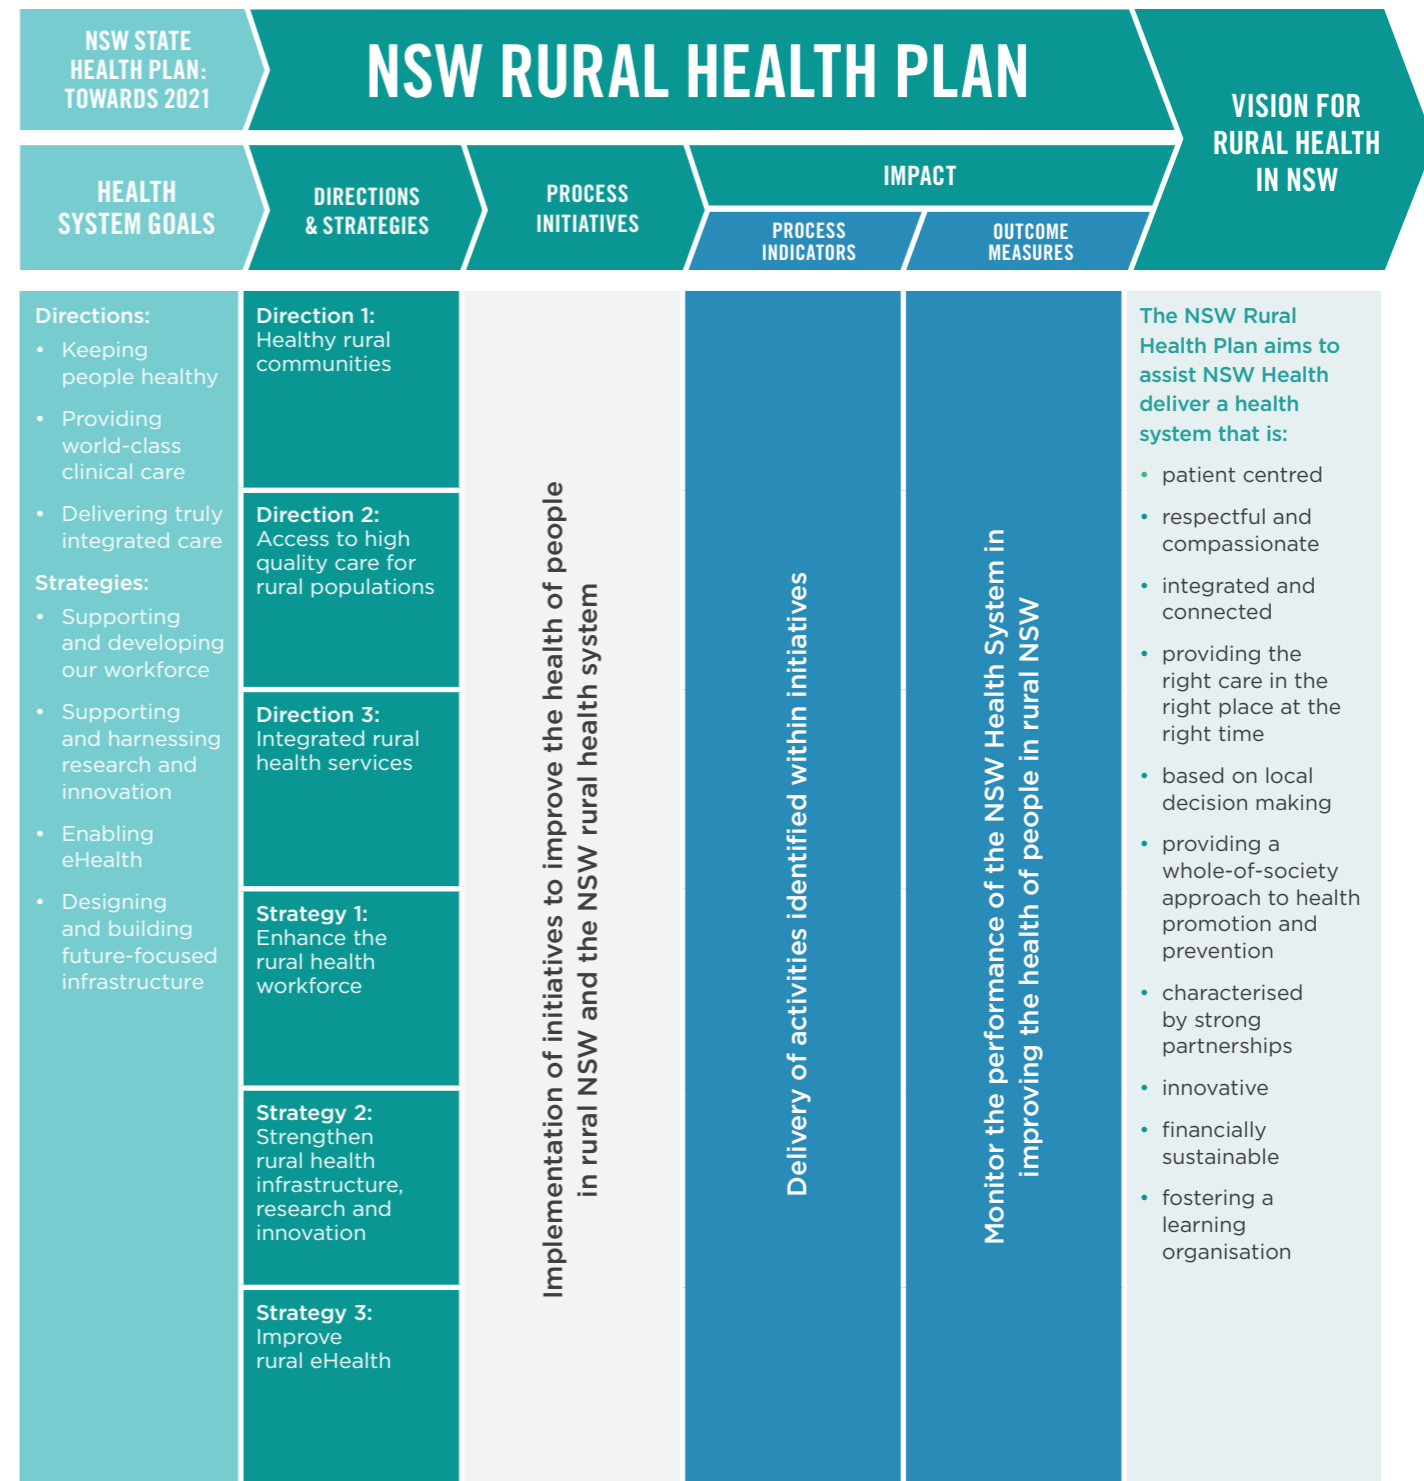 NSW STATE
HEALTH PLAN:
TOWARDS 2021
NSW RURAL HEALTH PLAN
VISION FOR
RURAL HEALTH
IN NSW
HEALTH
SYSTEM GOALS
DIRECTIONS
& STRATEGIES
PROCESS
INITIATIVES
IMPACT
PROCESS
INDICATORS
OUTCOME
MEASURES
Directions:
• Keeping
people healthy
• Providing
world-class
clinical care
• Delivering truly
integrated care
Strategies:
• Supporting
and developing
our workforce
• Supporting
and harnessing
research and
innovation
• Enabling
eHealth
• Designing
and building
future-focused
infrastructure
Direction 1:
Healthy rural
communities
Direction 2:
Access to high
quality care for
rural populations
Direction 3:
Integrated rural
health services
Strategy 1:
Enhance the
rural health
workforce
Strategy 2:
Strengthen
rural health
infrastructure,
research and
innovation
Strategy 3:
Improve
rural eHealth
Implementation of initiatives to improve the health of people
in rural NSW and the NSW rural health system
Delivery of activities identified within initiatives
Monitor the performance of the NSW Health System in
improving the health of people in rural NSW
The NSW Rural
Health Plan aims to
assist NSW Health
deliver a health
system that is:
• patient centred
• respectful and
compassionate
• integrated and
connected
• providing the
right care in the
right place at the
right time
• based on local
decision making
• providing a
whole-of-society
approach to health
promotion and
prevention
• characterised
by strong
partnerships
• innovative
• financially
sustainable
• fostering a
learning
organisation